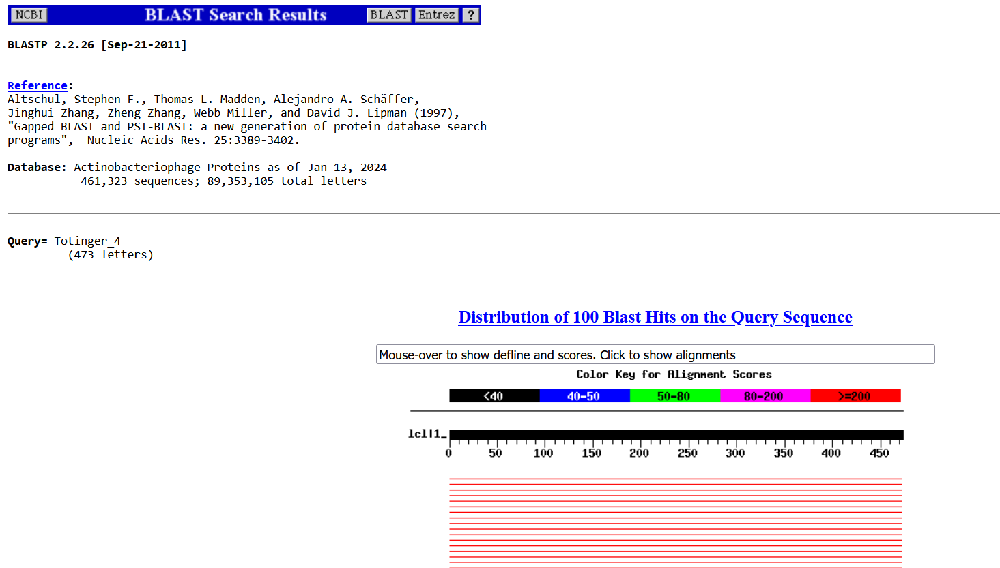 NCBI BLAST Search Results BLAST Entrez ?
BLASTP 2.2.26 [Sep-21-2011]
Reference:
Altschul, Stephen F., Thomas L. Madden, Alejandro A. Schäffer,
Jinghui Zhang, Zheng Zhang, Webb Miller, and David J. Lipman (1997),
"Gapped BLAST and PSI-BLAST: a new generation of protein database search
programs",  Nucleic Acids Res. 25:3389-3402.
Database: Actinobacteriophage Proteins as of Jan 13, 2024
461,323 sequences; 89,353,105 total letters
Query= Totinger_4
(473 letters)
Distribution of 100 Blast Hits on the Query Sequence
Mouse-over to show defline and scores. Click to show alignments
Color Key for Alignment Scores
<40 40-50 50-80 80-200 >=200
lcl|1_
0 50 100 150 200 250 300 350 400 450